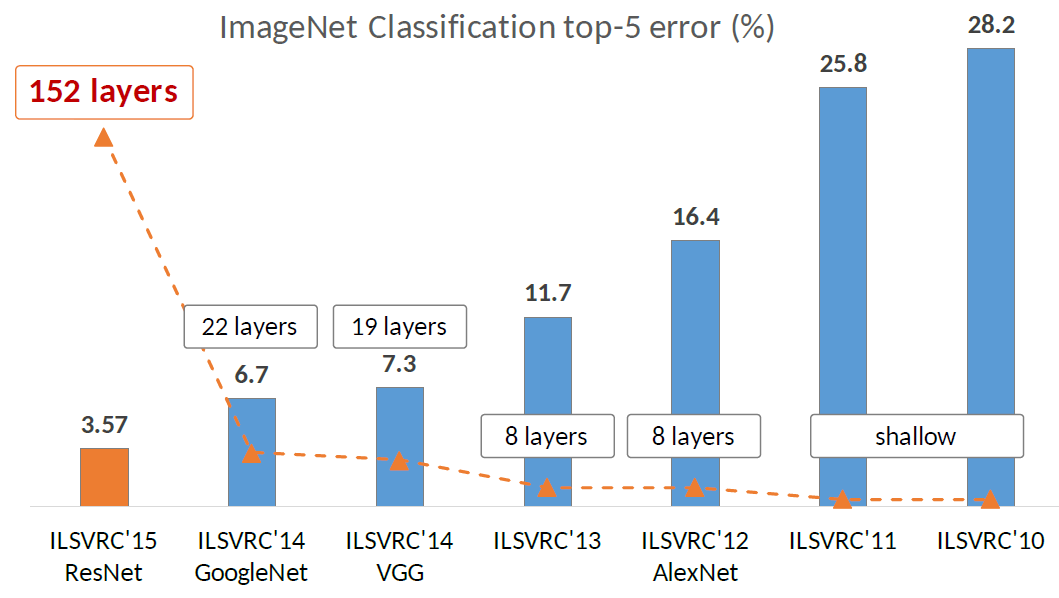 ImageNet Classification top-5 error (%)
28.2
25.8
152 layers
16.4
11.7
22 layers
19 layers
7.3
6.7
3.57
8 layers
8 layers
shallow
ILSVRC'15
ResNet
ILSVRC'14
GoogleNet
ILSVRC'14
VGG
ILSVRC'13
ILSVRC'12
AlexNet
ILSVRC'11
ILSVRC'10